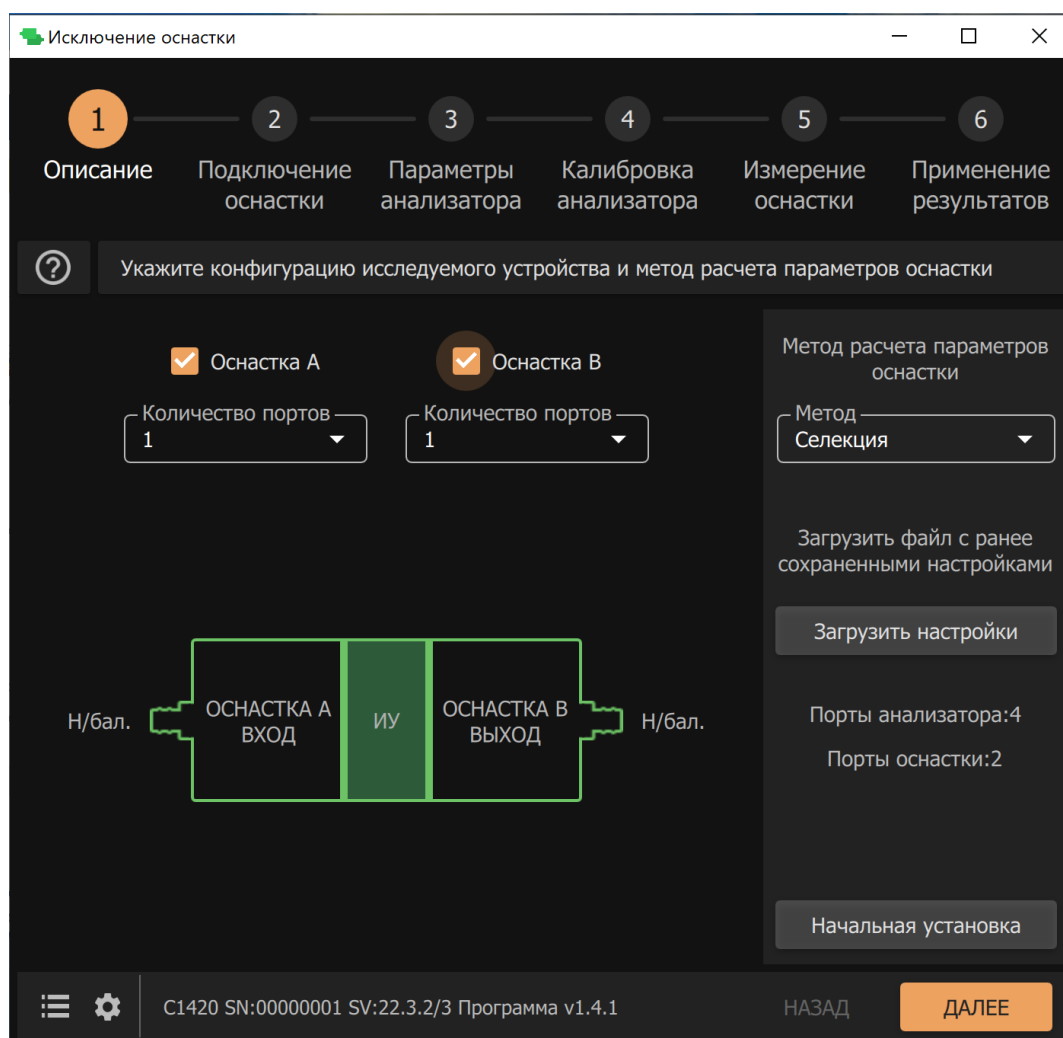 Исключение оснастки
1
2
3
4
5
6
Описание
Подключение
оснастки
Параметры
анализатора
Калибровка
анализатора
Измерение
оснастки
Применение
результатов
Укажите конфигурацию исследуемого устройства и метод расчета параметров оснастки
Оснастка A
Оснастка B
Количество портов
1
Количество портов
1
Метод расчета параметров
оснастки
Метод
Селекция
Загрузить файл с ранее
сохраненными настройками
Загрузить настройки
Н/бал.
ОСНАСТКА A
ВХОД
ИУ
ОСНАСТКА B
ВЫХОД
Н/бал.
Порты анализатора:4
Порты оснастки:2
Начальная установка
C1420 SN:00000001 SV:22.3.2/3 Программа v1.4.1
НАЗАД
ДАЛЕЕ